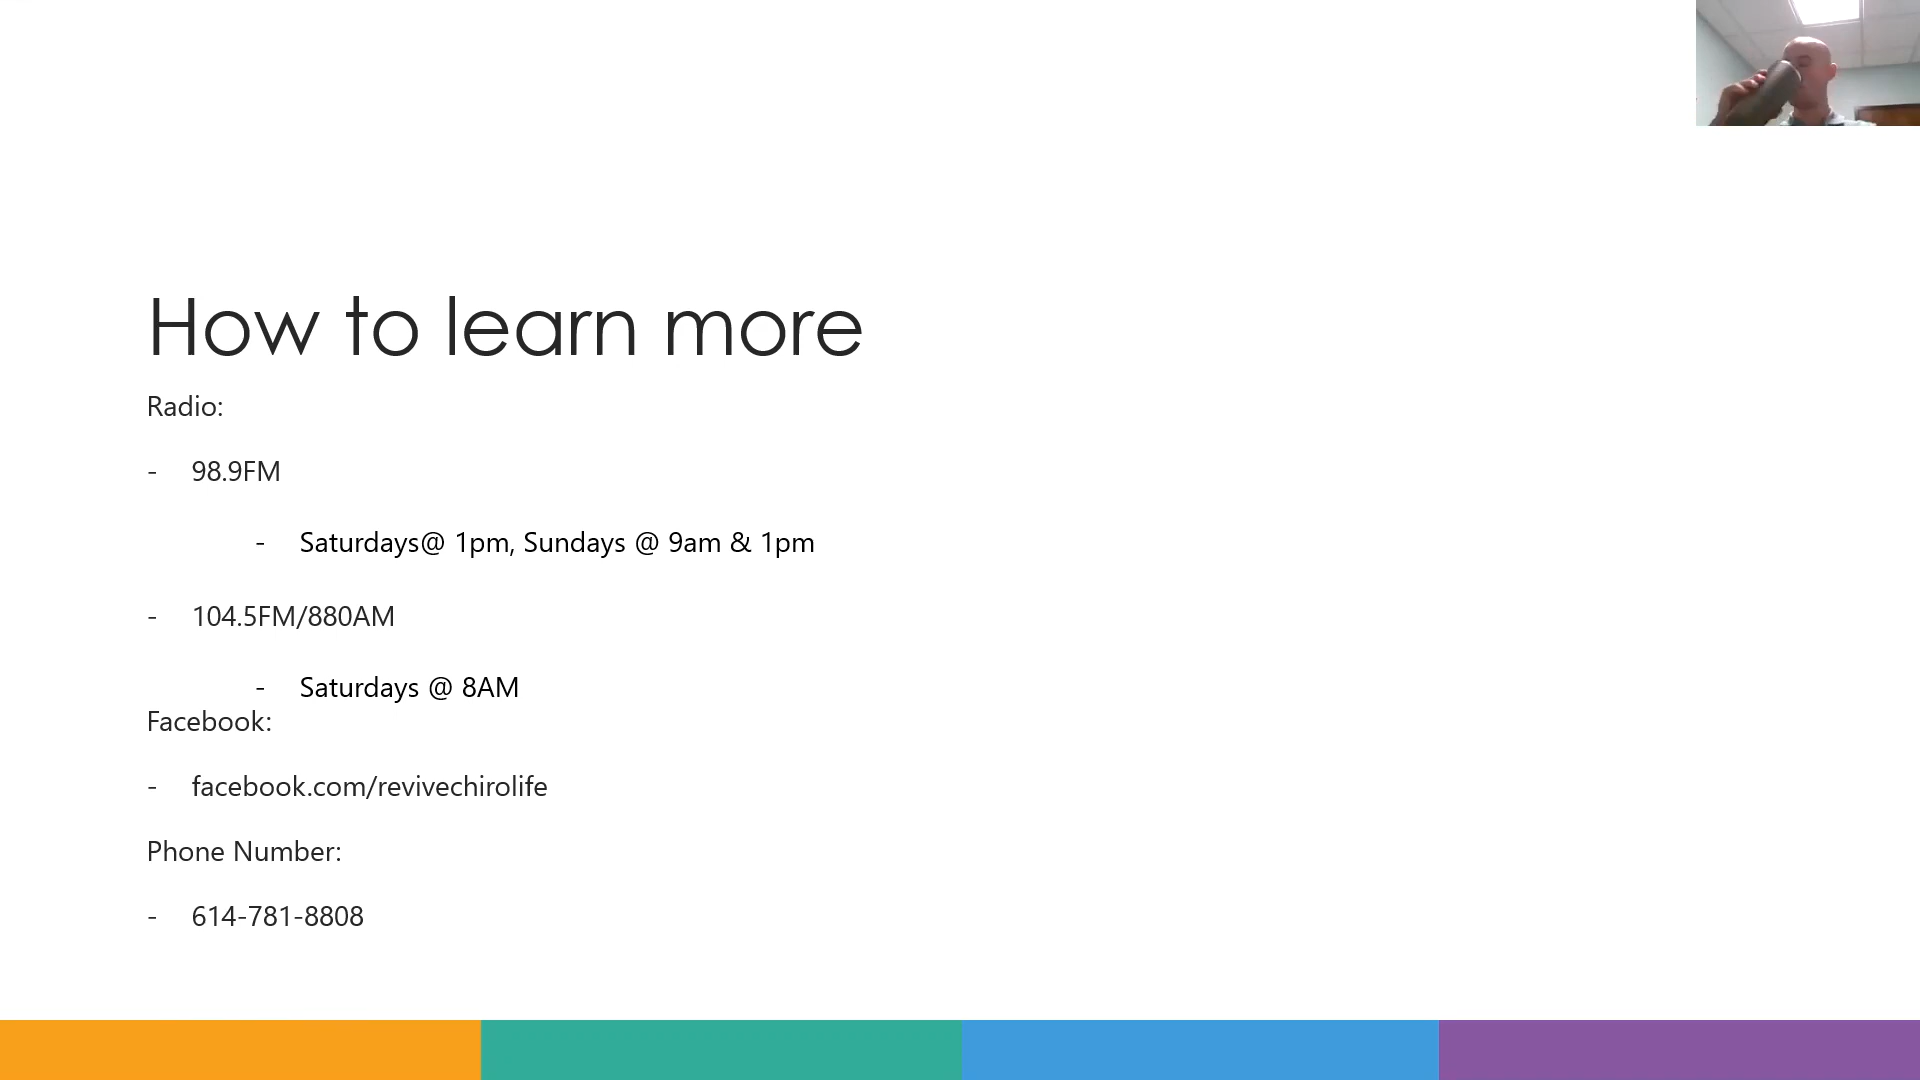 How to learn more
Radio:
- 98.9FM
- Saturdays@ 1pm, Sundays @ 9am & 1pm
- 104.5FM/880AM
- Saturdays @ 8AM
Facebook:
- facebook.com/revivechirolife
Phone Number:
- 614-781-8808